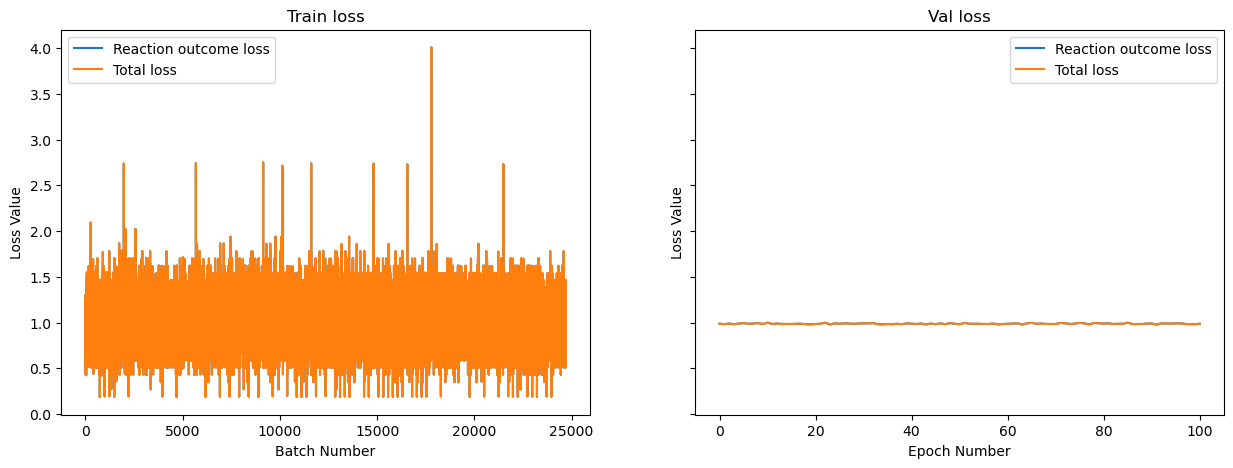 Train loss
Reaction outcome loss
Total loss
Loss Value
4.0
3.5
3.0
2.5
2.0
1.5
1.0
0.5
0.0
0
5000
10000
15000
20000
25000
Batch Number
Val loss
Reaction outcome loss
Total loss
Loss Value
0
20
40
60
80
100
Epoch Number